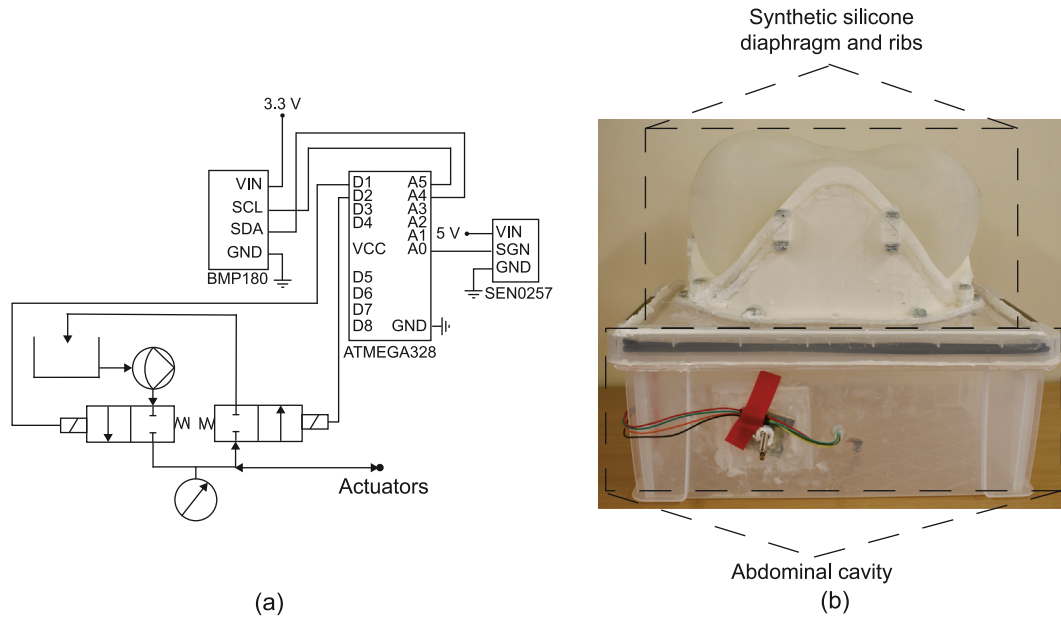 3.3 V
VIN
SCL
SDA
GND
BMP180
D1
D2
D3
D4
VCC
D5
D6
D7
D8
A5
A4
A3
A2
A1
A0
GND
ATMEGA328
5 V
VIN
SGN
GND
SEN0257
Actuators
(a)
Synthetic silicone
diaphragm and ribs
Abdominal cavity
(b)